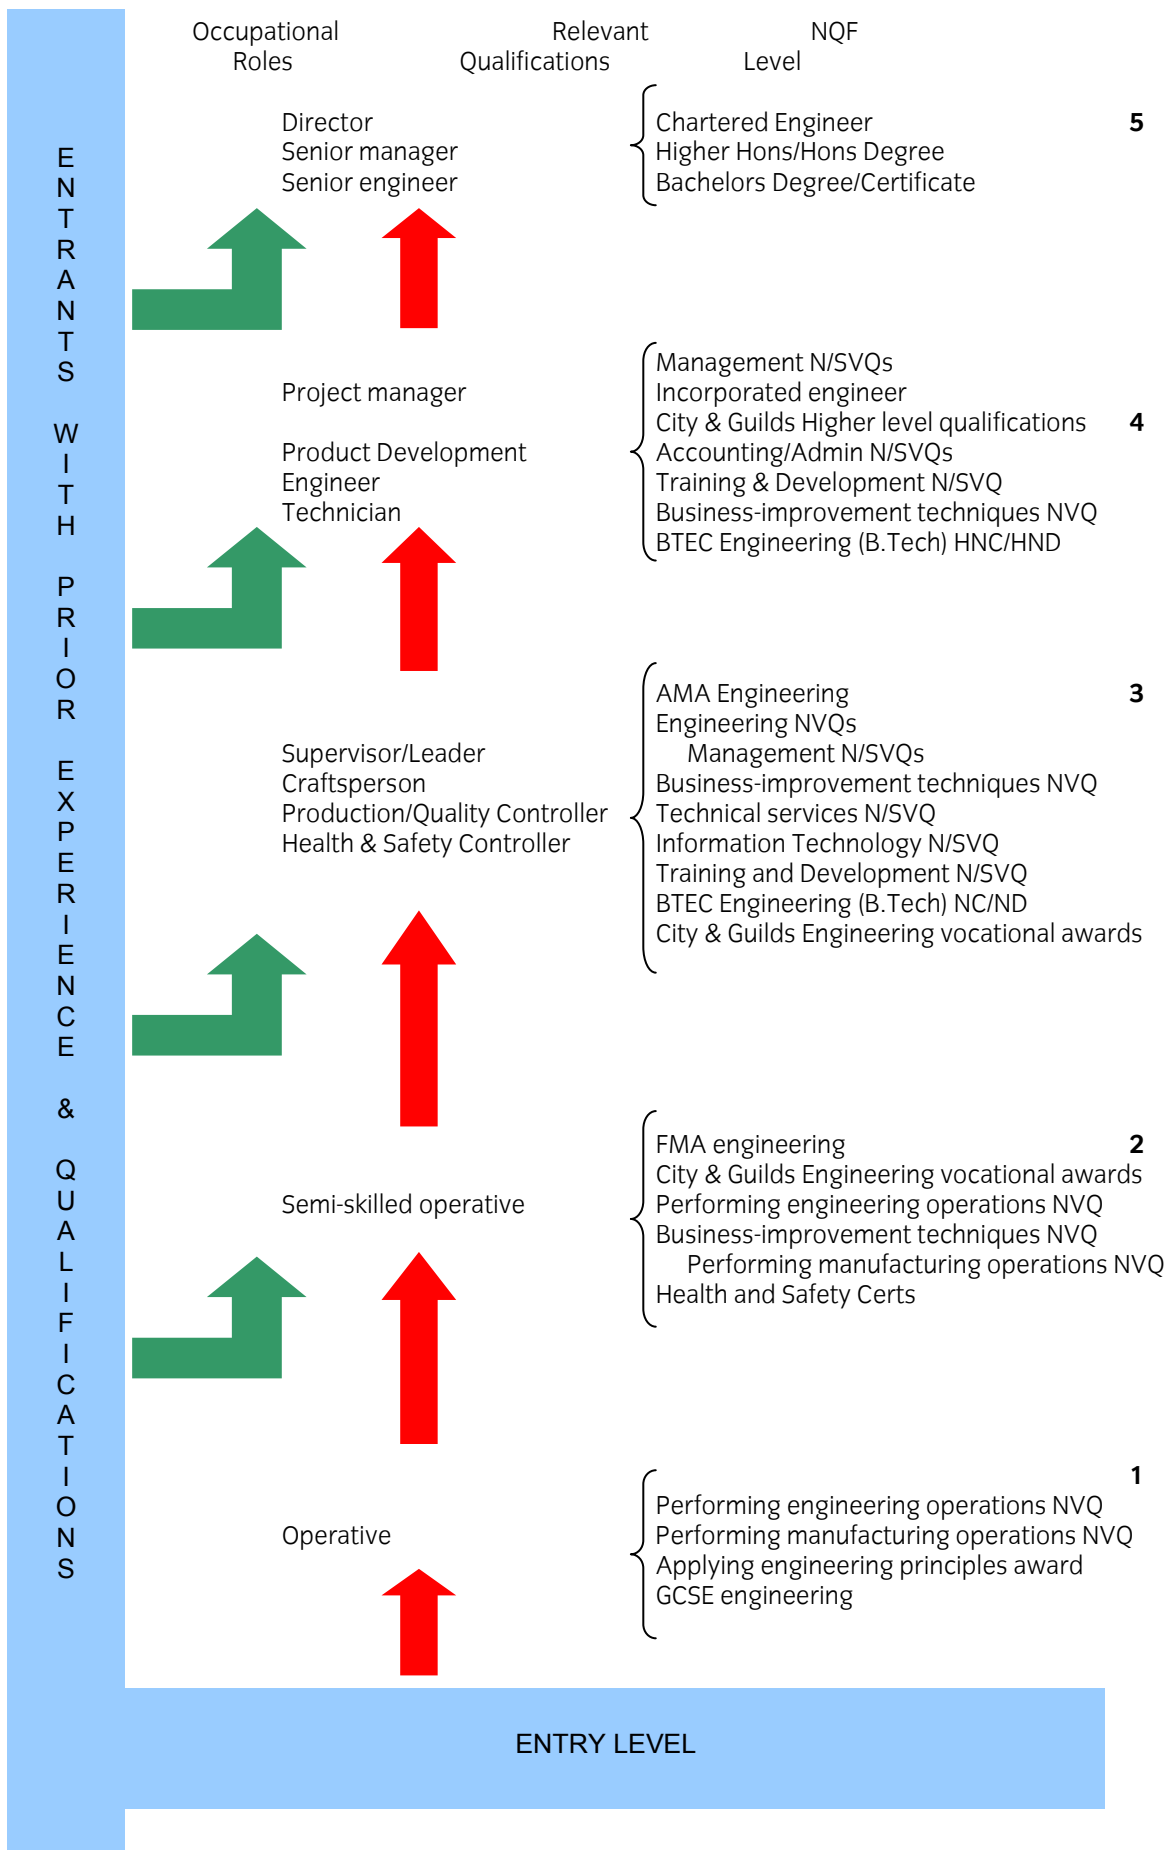 Occupational Relevant NQF
Roles Qualifications Level
ENTRANTS WITH PRIOR EXPERIENCE & QUALIFICATIONS
Director Chartered Engineer 5
Senior manager Higher Hons/Hons Degree
Senior engineer Bachelors Degree/Certificate
Management N/SVQs
Project manager Incorporated engineer
City & Guilds Higher level qualifications 4
Product Development Accounting/Admin N/SVQs
Engineer Training & Development N/SVQ
Technician Business-improvement techniques NVQ
BTEC Engineering (B.Tech) HNC/HND
AMA Engineering 3
Engineering NVQs
Supervisor/Leader Management N/SVQs
Craftsperson Business-improvement techniques NVQ
Production/Quality Controller Technical services N/SVQ
Health & Safety Controller Information Technology N/SVQ
Training and Development N/SVQ
BTEC Engineering (B.Tech) NC/ND
City & Guilds Engineering vocational awards
FMA engineering 2
City & Guilds Engineering vocational awards
Semi-skilled operative Performing engineering operations NVQ
Business-improvement techniques NVQ
Performing manufacturing operations NVQ
Health and Safety Certs
1
Performing engineering operations NVQ
Operative Performing manufacturing operations NVQ
Applying engineering principles award
GCSE engineering
ENTRY LEVEL